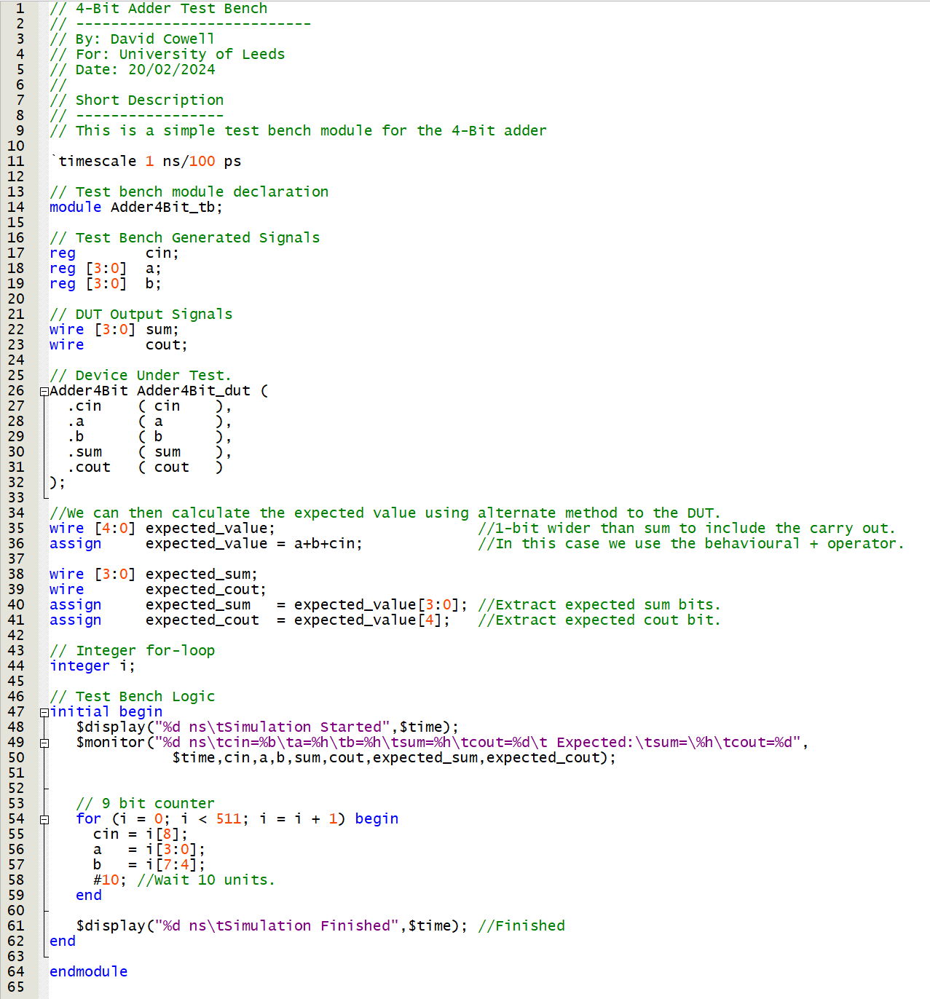 1 // 4-Bit Adder Test Bench
2 // ---------------------------
3 // By: David Cowell
4 // For: University of Leeds
5 // Date: 20/02/2024
6 //
7 // Short Description
8 // -----------------
9 // This is a simple test bench module for the 4-Bit adder
10
11 `timescale 1 ns/100 ps
12
13 // Test bench module declaration
14 module Adder4Bit_tb;
15
16 // Test Bench Generated Signals
17 reg        cin;
18 reg [3:0]  a;
19 reg [3:0]  b;
20
21 // DUT Output Signals
22 wire [3:0] sum;
23 wire       cout;
24
25 // Device Under Test.
26 Adder4Bit Adder4Bit_dut (
27   .cin    ( cin    ),
28   .a      ( a      ),
29   .b      ( b      ),
30   .sum    ( sum    ),
31   .cout   ( cout   )
32 );
33
34 //We can then calculate the expected value using alternate method to the DUT.
35 wire [4:0] expected_value;                       //1-bit wider than sum to include the carry out.
36 assign     expected_value = a+b+cin;             //In this case we use the behavioural + operator.
37
38 wire [3:0] expected_sum;
39 wire       expected_cout;
40 assign     expected_sum   = expected_value[3:0]; //Extract expected sum bits.
41 assign     expected_cout  = expected_value[4];   //Extract expected cout bit.
42
43 // Integer for-loop
44 integer i;
45
46 // Test Bench Logic
47 initial begin
48    $display("%d ns\tSimulation Started",$time);
49    $monitor("%d ns\tcin=%b\ta=%h\tb=%h\tsum=%h\tcout=%d\t Expected:\tsum=\%h\tcout=%d",
50               $time,cin,a,b,sum,cout,expected_sum,expected_cout);
51
52
53    // 9 bit counter
54    for (i = 0; i < 511; i = i + 1) begin
55      cin = i[8];
56      a   = i[3:0];
57      b   = i[7:4];
58      #10; //Wait 10 units.
59    end
60
61    $display("%d ns\tSimulation Finished",$time); //Finished
62 end
63
64 endmodule
65